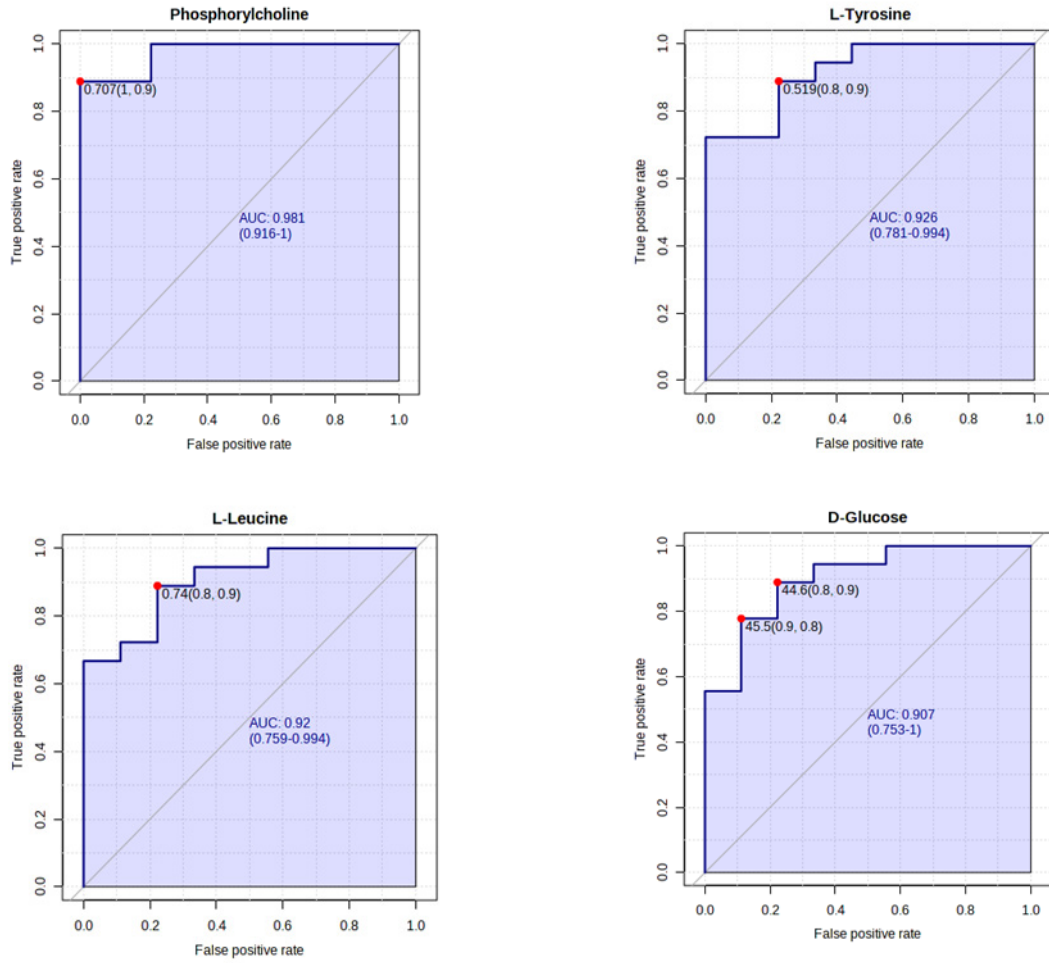 Phosphorylcholine
True positive rate
1.0
0.8
0.6
0.4
0.2
0.0
0.707(1, 0.9)
AUC: 0.981
(0.916-1)
0.0 0.2 0.4 0.6 0.8 1.0
False positive rate
L-Tyrosine
True positive rate
1.0
0.8
0.6
0.4
0.2
0.0
0.519(0.8, 0.9)
AUC: 0.926
(0.781-0.994)
0.0 0.2 0.4 0.6 0.8 1.0
False positive rate
L-Leucine
True positive rate
1.0
0.8
0.6
0.4
0.2
0.0
0.74(0.8, 0.9)
AUC: 0.92
(0.759-0.994)
0.0 0.2 0.4 0.6 0.8 1.0
False positive rate
D-Glucose
True positive rate
1.0
0.8
0.6
0.4
0.2
0.0
44.6(0.8, 0.9)
45.5(0.9, 0.8)
AUC: 0.907
(0.753-1)
0.0 0.2 0.4 0.6 0.8 1.0
False positive rate